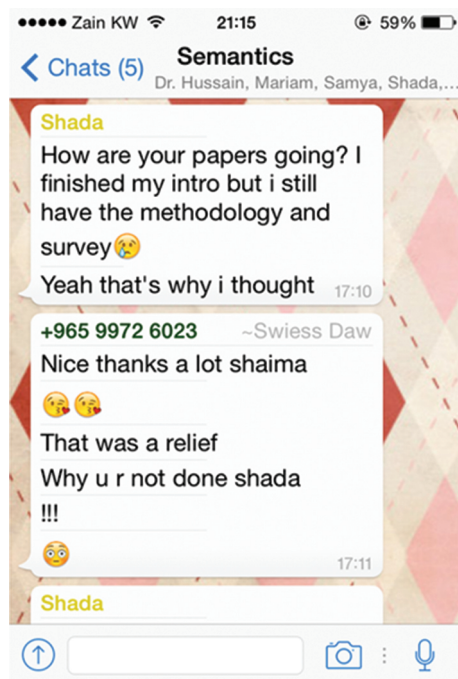 Zain KW 21:15 59%
Chats (5) Semantics
Dr. Hussain, Mariam, Samya, Shada,...
Shada
How are your papers going? I
finished my intro but i still
have the methodology and
survey😢
Yeah that's why i thought 17:10
+965 9972 6023 ~Swiess Daw
Nice thanks a lot shaima
😘😘
That was a relief
Why u r not done shada
!!!
😳
17:11
Shada